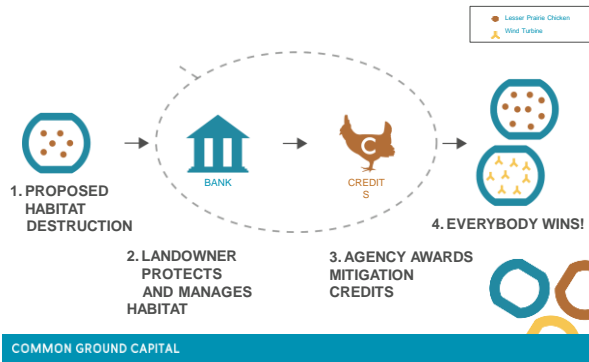 Lesser Prairie Chicken
Wind Turbine
BANK
C
CREDIT
S
1. PROPOSED
HABITAT
DESTRUCTION
2. LANDOWNER
PROTECTS
AND MANAGES
HABITAT
3. AGENCY AWARDS
MITIGATION
CREDITS
4. EVERYBODY WINS!
COMMON GROUND CAPITAL